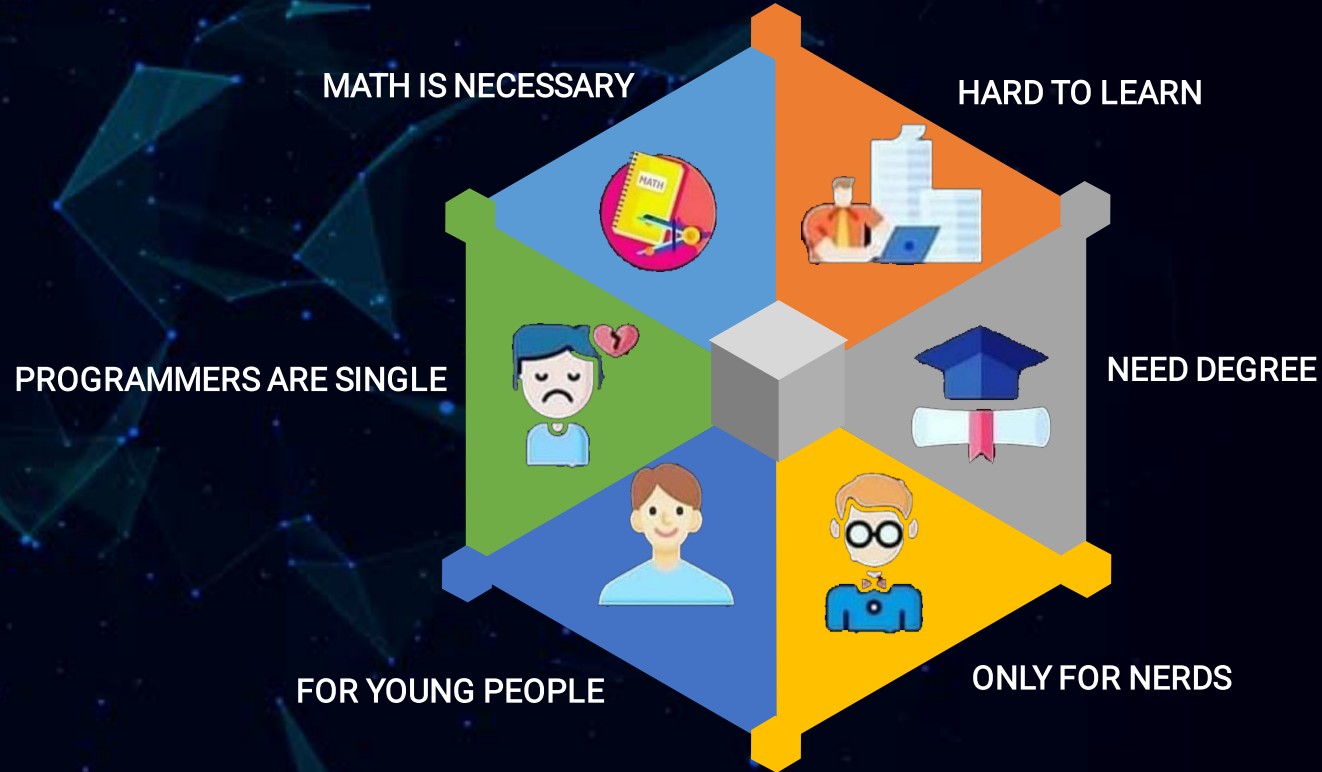 MATH IS NECESSARY
HARD TO LEARN
MATH
PROGRAMMERS ARE SINGLE
NEED DEGREE
FOR YOUNG PEOPLE
ONLY FOR NERDS